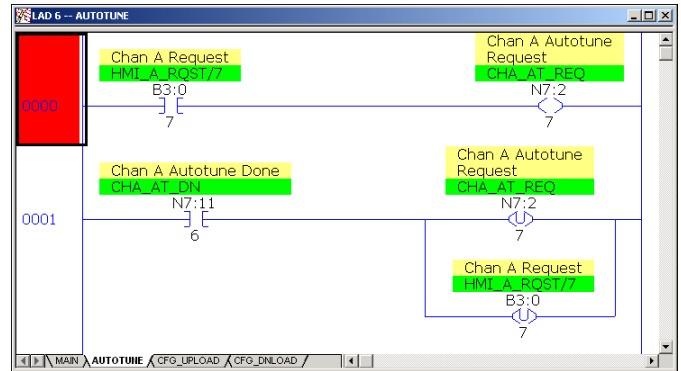 LAD 6 -- AUTOTUNE
Chan A Request
HMI_A_RQST/7
B3:0
7
Chan A Autotune
Request
CHA_AT_REQ
N7:2
7
0000
Chan A Autotune Done
CHA_AT_DN
N7:11
6
Chan A Autotune
Request
CHA_AT_REQ
N7:2
U
7
0001
Chan A Request
HMI_A_RQST/7
B3:0
U
7
MAIN AUTOTUNE CFG_UPLOAD CFG_DNLOAD